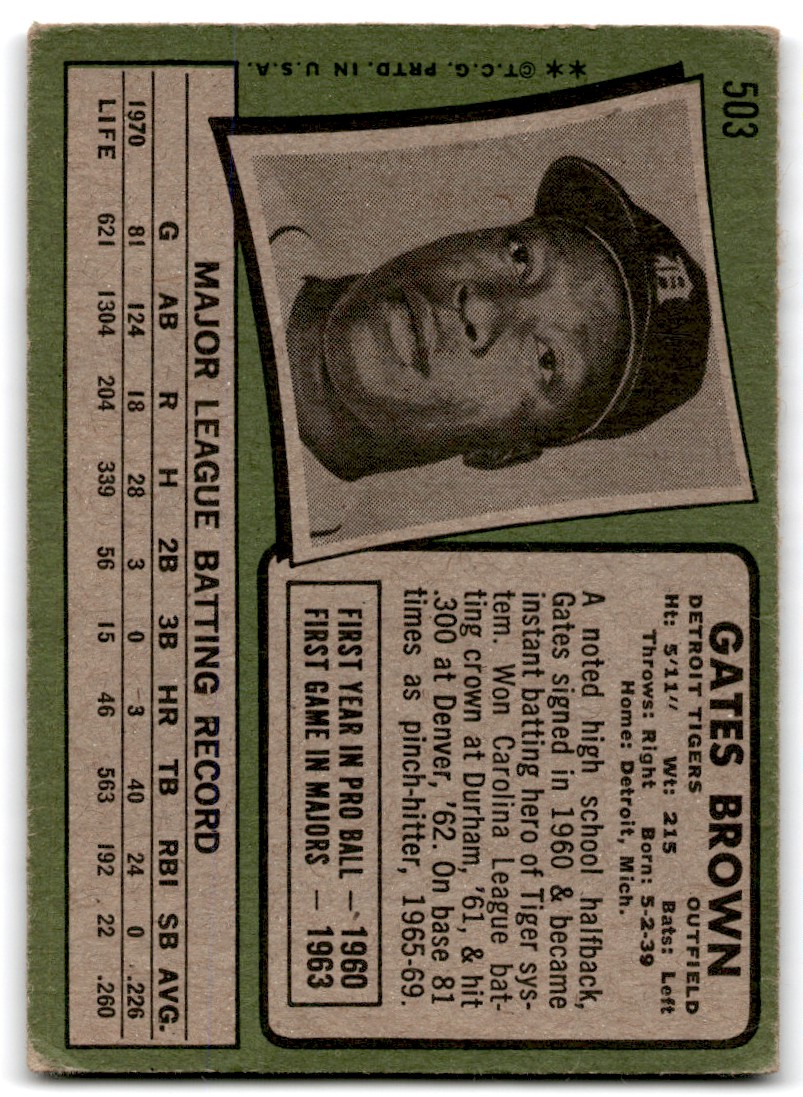 503
** ©T.C.G. PRTD. IN U.S.A.
GATES BROWN
DETROIT TIGERS OUTFIELD
Ht: 5'11" Wt: 215 Bats: Left
Throws: Right Born: 5-2-39
Home: Detroit, Mich.
A noted high school halfback,
Gates signed in 1960 & became
instant batting hero of Tiger sys-
tem. Won Carolina League bat-
ting crown at Durham, '61, & hit
.300 at Denver, '62. On base 81
times as pinch-hitter, 1965-69.
FIRST YEAR IN PRO BALL — 1960
FIRST GAME IN MAJORS — 1963
MAJOR LEAGUE BATTING RECORD
G AB R H 2B 3B HR TB RBI SB AVG.
1970 81 124 18 28 3 0 3 40 24 0 .226
LIFE 621 1304 204 339 56 15 46 563 192 22 .260